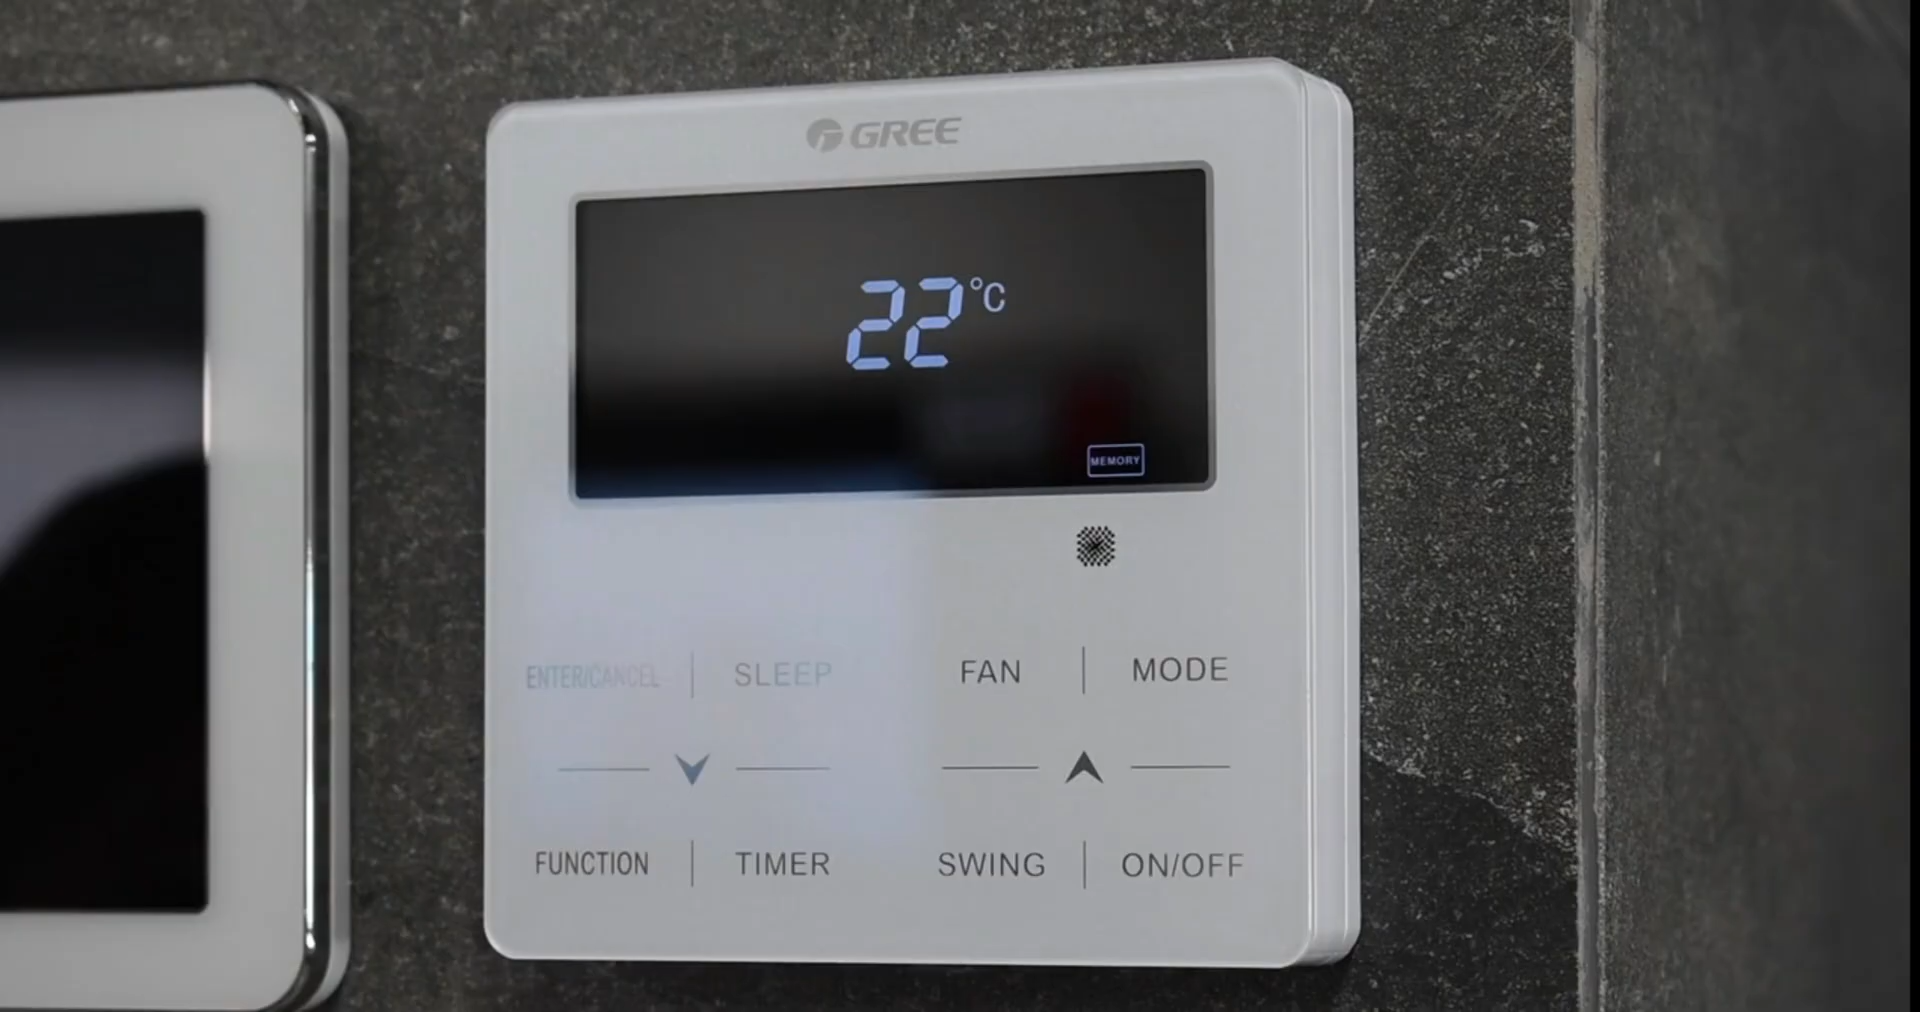 GREE
22°C
MEMORY
ENTER/CANCEL SLEEP FAN MODE
FUNCTION TIMER SWING ON/OFF